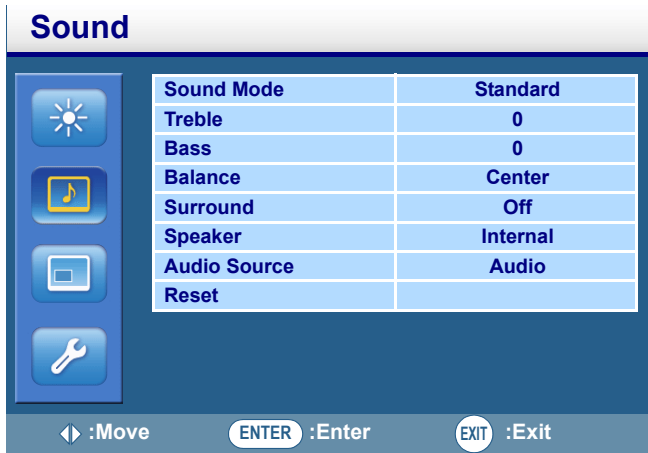 Sound
Sound Mode Standard
Treble 0
Bass 0
Balance Center
Surround Off
Speaker Internal
Audio Source Audio
Reset
:Move ENTER :Enter EXIT :Exit